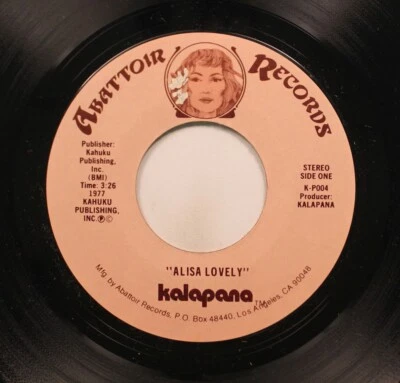 ABATTOIR RECORDS
Publisher:
Kahuku
Publishing,
Inc.
(BMI)
Time: 3:26
1977
KAHUKU
PUBLISHING,
INC. Ⓟ©
STEREO
SIDE ONE
K-P004
Producer:
KALAPANA
"ALISA LOVELY"
kalapana™
Mfg. by Abattoir Records, P.O. Box 48440, Los Angeles, CA 90048